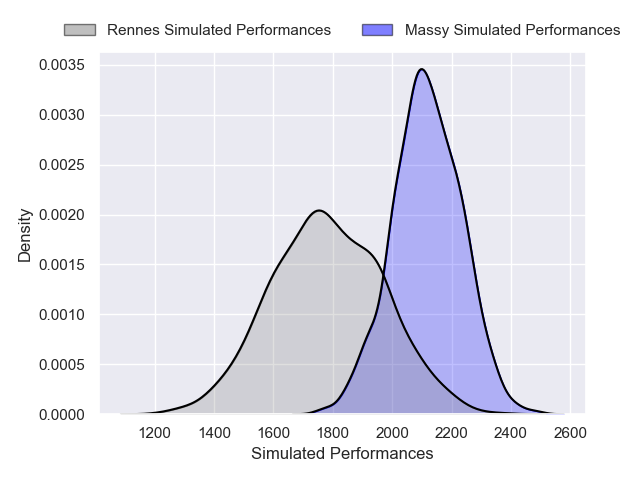 Rennes Simulated Performances Massy Simulated Performances
0.0035
0.0030
0.0025
0.0020
0.0015
0.0010
0.0005
0.0000
Density
1200 1400 1600 1800 2000 2200 2400 2600
Simulated Performances